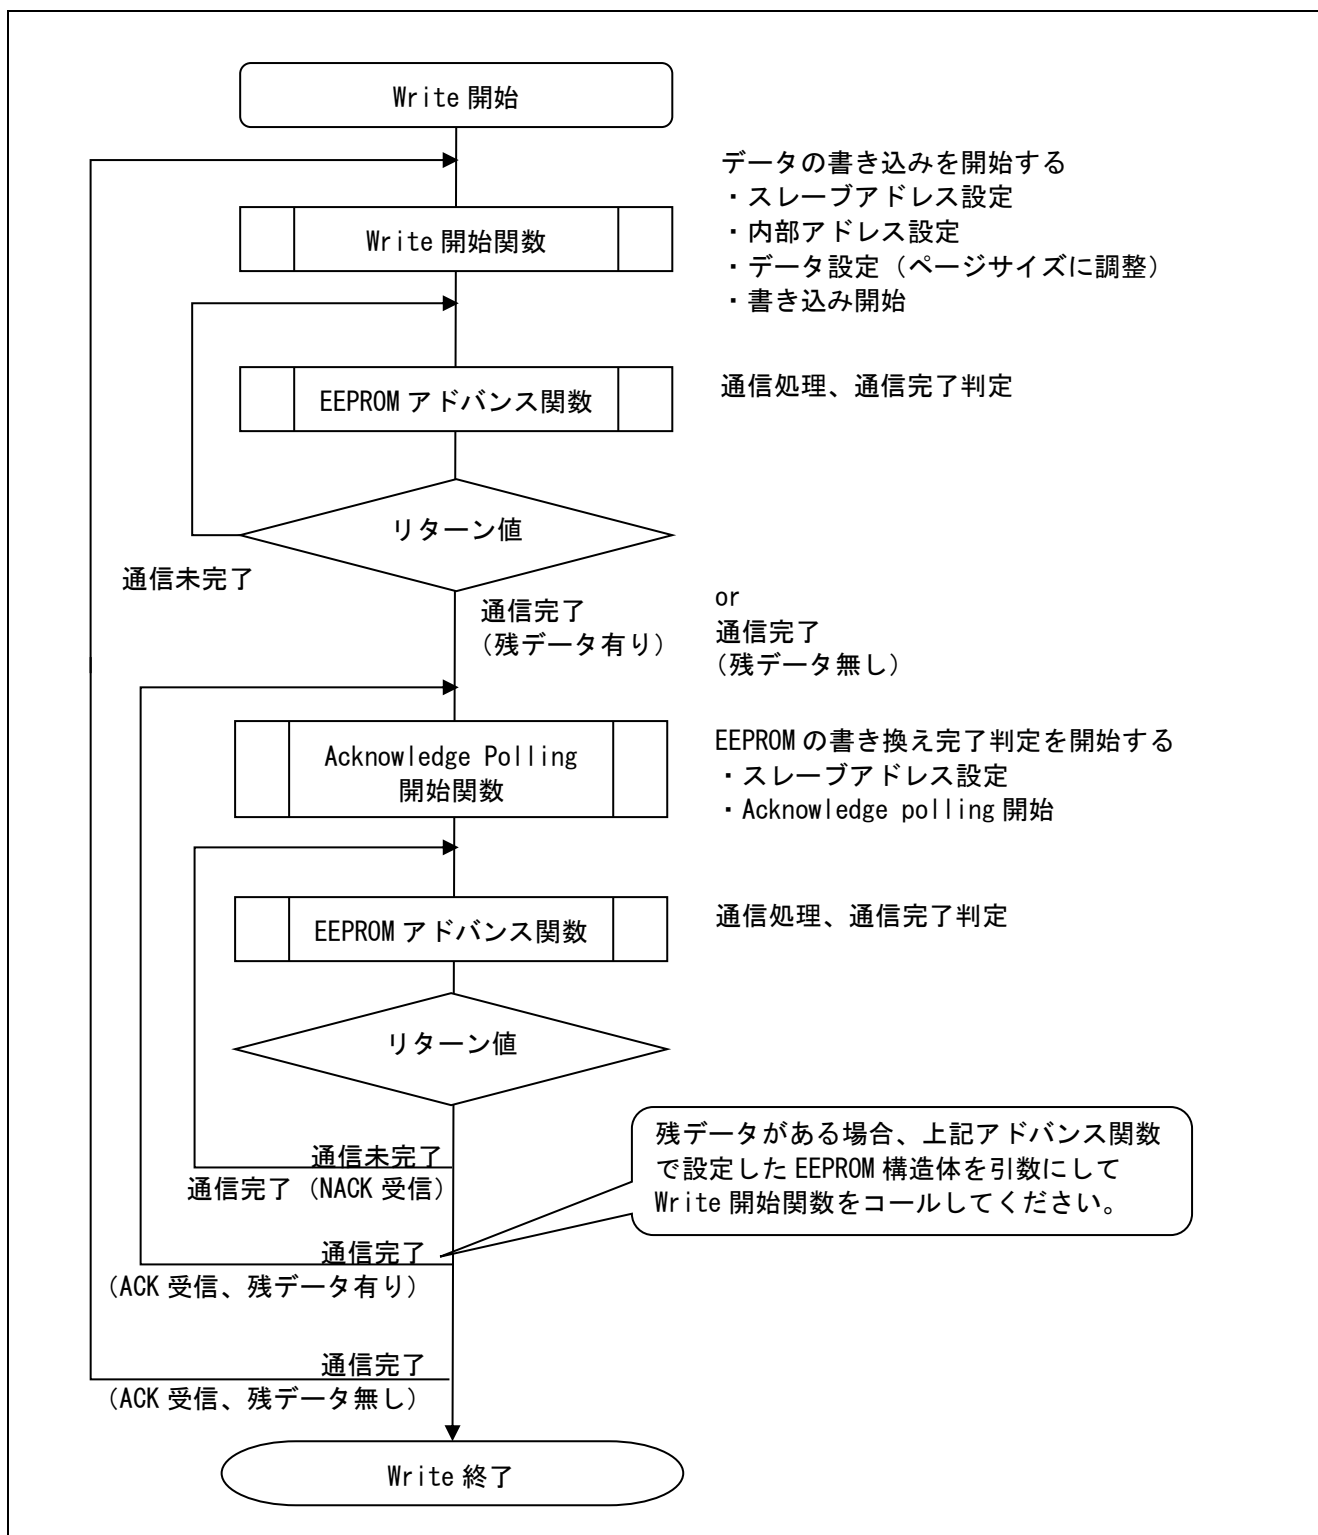 Write 開始
データの書き込みを開始する
・スレーブアドレス設定
・内部アドレス設定
・データ設定（ページサイズに調整）
・書き込み開始
Write 開始関数
EEPROM アドバンス関数
通信処理、通信完了判定
リターン値
通信未完了
通信完了
（残データ有り）
or
通信完了
（残データ無し）
Acknowledge Polling
開始関数
EEPROM の書き換え完了判定を開始する
・スレーブアドレス設定
・Acknowledge polling 開始
EEPROM アドバンス関数
通信処理、通信完了判定
リターン値
通信未完了
通信完了（NACK 受信）
残データがある場合、上記アドバンス関数
で設定した EEPROM 構造体を引数にして
Write 開始関数をコールしてください。
通信完了
（ACK 受信、残データ有り）
通信完了
（ACK 受信、残データ無し）
Write 終了